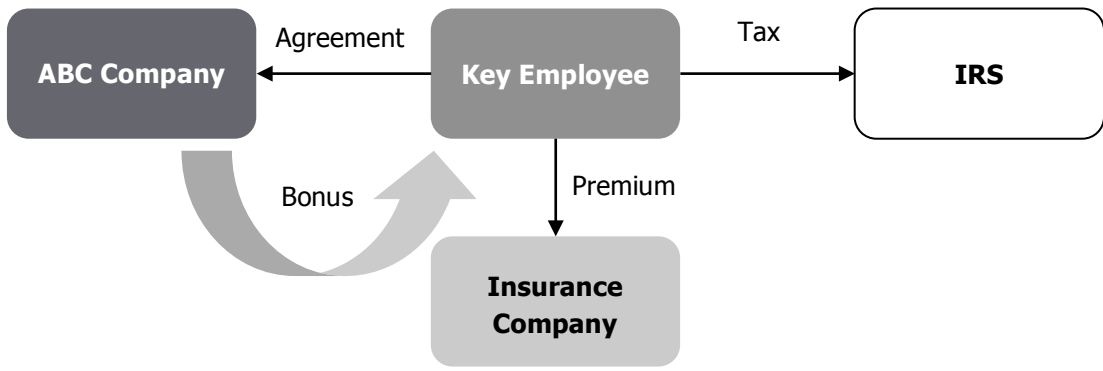 Agreement
Tax
ABC Company
Key Employee
IRS
Bonus
Premium
Insurance
Company